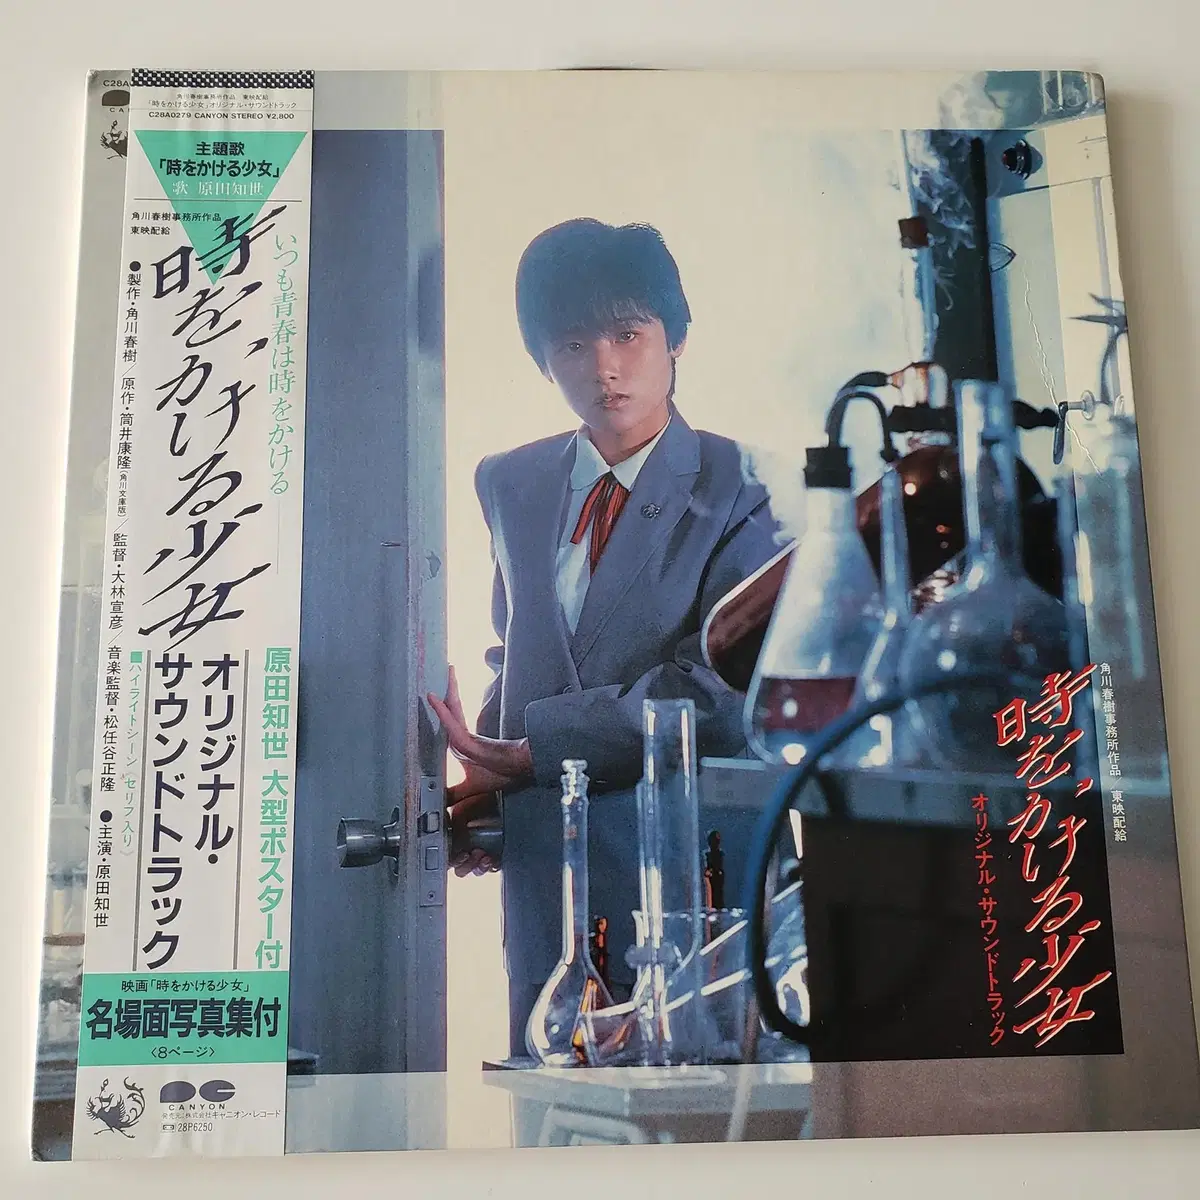 C28A0
CA
角川春樹事務所作品 東映配給
「時をかける少女」オリジナル・サウンドトラック
C28A0279 CANYON STEREO ¥2,800
主題歌
「時をかける少女」
歌 原田知世
角川春樹事務所作品
東映配給
いつも青春は時をかける
時をかける少女
オリジナル・
サウンドトラック
●製作・角川春樹/原作・筒井康隆(角川文庫版)/監督・大林宣彦/音楽監督・松任谷正隆 ●主演・原田知世
■ハイライトシーン(セリフ入り)
原田知世 大型ポスター付
映画「時をかける少女」
名場面写真集付
〈8ページ〉
CANYON
発売元:株式会社キャニオン・レコード
28P6250
角川春樹事務所作品 東映配給
時をかける少女
オリジナル・サウンドトラック